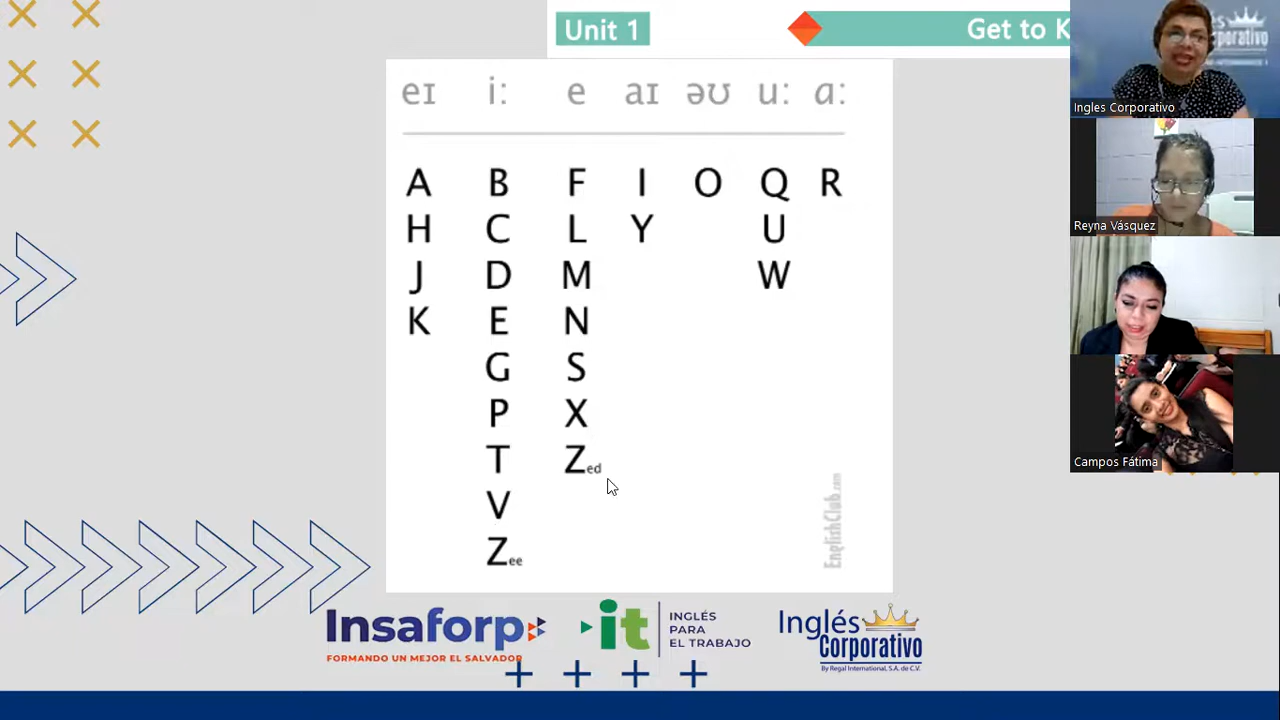 Unit 1
Get to K
eɪ i: e aɪ əʊ u: ɑ:
A B F I O Q R
H C L Y U
J D M W
K E N
G S
P X
T Zed
V
Zee
EnglishClub.com
Insaforp
FORMANDO UN MEJOR EL SALVADOR
it
INGLÉS
PARA
EL TRABAJO
Inglés
Corporativo
By Regal International, S.A. de C.V.
Ingles Corporativo
Reyna Vásquez
Campos Fátima